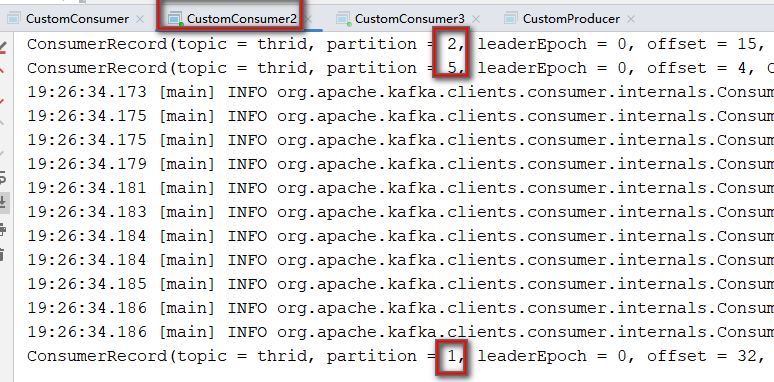 CustomConsumer CustomConsumer2 CustomConsumer3 CustomProducer
ConsumerRecord(topic = thrid, partition = 2, leaderEpoch = 0, offset = 15,
ConsumerRecord(topic = thrid, partition = 5, leaderEpoch = 0, offset = 4, C
19:26:34.173 [main] INFO org.apache.kafka.clients.consumer.internals.Consum
19:26:34.175 [main] INFO org.apache.kafka.clients.consumer.internals.Consum
19:26:34.175 [main] INFO org.apache.kafka.clients.consumer.internals.Consum
19:26:34.179 [main] INFO org.apache.kafka.clients.consumer.internals.Consum
19:26:34.181 [main] INFO org.apache.kafka.clients.consumer.internals.Consum
19:26:34.183 [main] INFO org.apache.kafka.clients.consumer.internals.Consum
19:26:34.184 [main] INFO org.apache.kafka.clients.consumer.internals.Consum
19:26:34.184 [main] INFO org.apache.kafka.clients.consumer.internals.Consum
19:26:34.185 [main] INFO org.apache.kafka.clients.consumer.internals.Consum
19:26:34.186 [main] INFO org.apache.kafka.clients.consumer.internals.Consum
19:26:34.186 [main] INFO org.apache.kafka.clients.consumer.internals.Consum
ConsumerRecord(topic = thrid, partition = 1, leaderEpoch = 0, offset = 32,